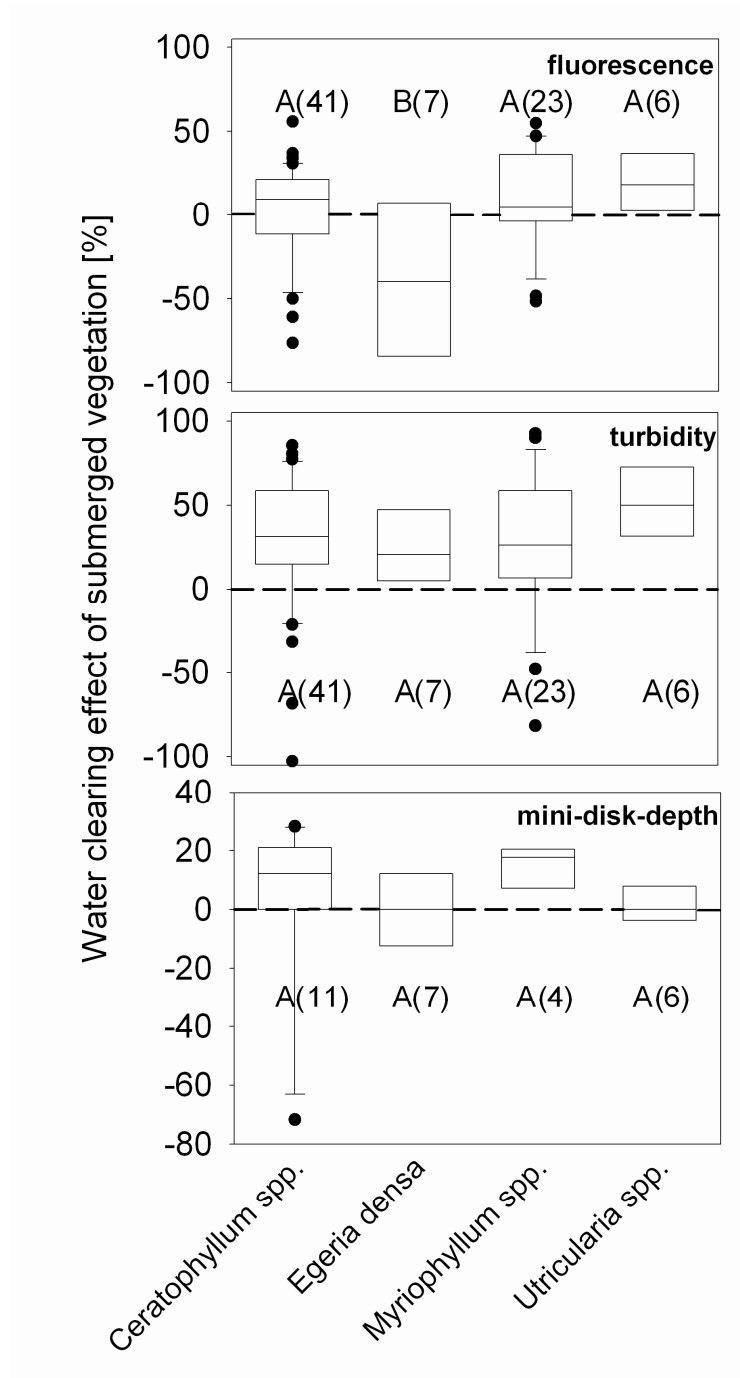 Water clearing effect of submerged vegetation [%]
100
fluorescence
A(41) B(7) A(23) A(6)
50
0
-50
-100
100
turbidity
50
0
-50
A(41) A(7) A(23) A(6)
-100
40
mini-disk-depth
20
0
-20
A(11) A(7) A(4) A(6)
-40
-60
-80
Ceratophyllum spp.
Egeria densa
Myriophyllum spp.
Utricularia spp.